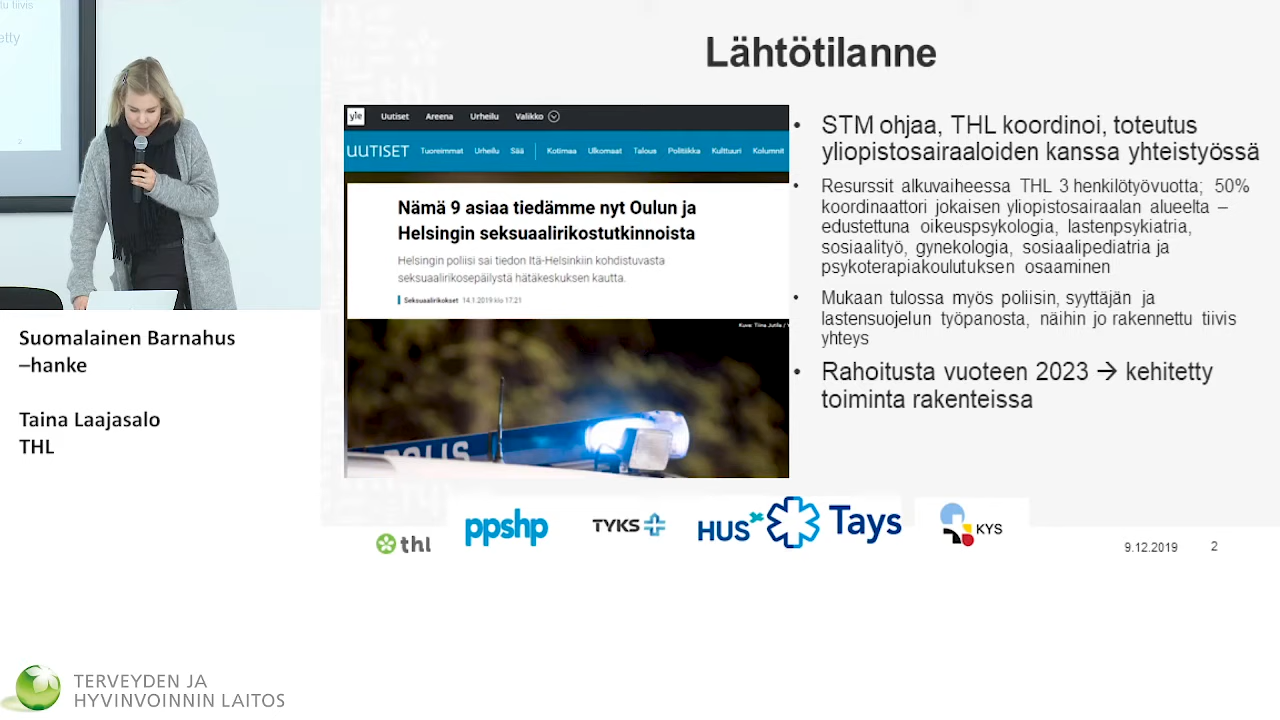 etty
2
Lähtötilanne
yle Uutiset Areena Urheilu Valikko
UUTISET Tuoreimmat Urheilu Sää Kotimaa Ulkomaat Talous Politiikka Kulttuuri Kolumnit
Nämä 9 asiaa tiedämme nyt Oulun ja
Helsingin seksuaalirikostutkinnoista
Helsingin poliisi sai tiedon Itä-Helsinkiin kohdistuvasta
seksuaalirikosepäilystä hätäkeskuksen kautta.
Seksuaalirikokset 14.1.2019 klo 17.21
Kuva: Tiina Jutila / Y
• STM ohjaa, THL koordinoi, toteutus
yliopistosairaaloiden kanssa yhteistyössä
• Resurssit alkuvaiheessa THL 3 henkilötyövuotta; 50%
koordinaattori jokaisen yliopistosairaalan alueelta –
edustettuna oikeuspsykologia, lastenpsykiatria,
sosiaalityö, gynekologia, sosiaalipediatria ja
psykoterapiakoulutuksen osaaminen
• Mukaan tulossa myös poliisin, syyttäjän ja
lastensuojelun työpanosta, näihin jo rakennettu tiivis
yhteys
• Rahoitusta vuoteen 2023 → kehitetty
toiminta rakenteissa
Suomalainen Barnahus
–hanke
Taina Laajasalo
THL
thl ppshp TYKS HUS Tays KYS
9.12.2019 2
TERVEYDEN JA
HYVINVOINNIN LAITOS